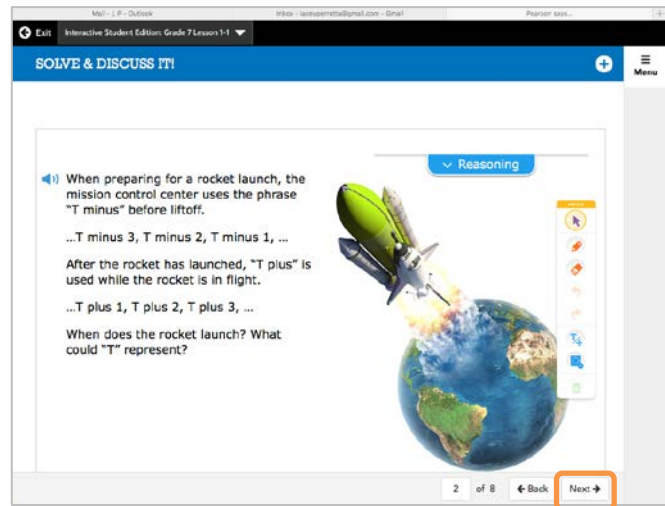 Mail - L P - Outlook
Inbox - laceyperretta@gmail.com - Gmail
Pearson says...
Exit
Interactive Student Edition: Grade 7 Lesson 1-1
SOLVE & DISCUSS IT!
Menu
Reasoning
When preparing for a rocket launch, the
mission control center uses the phrase
"T minus" before liftoff.
...T minus 3, T minus 2, T minus 1, ...
After the rocket has launched, "T plus" is
used while the rocket is in flight.
...T plus 1, T plus 2, T plus 3, ...
When does the rocket launch? What
could "T" represent?
2 of 8 Back Next